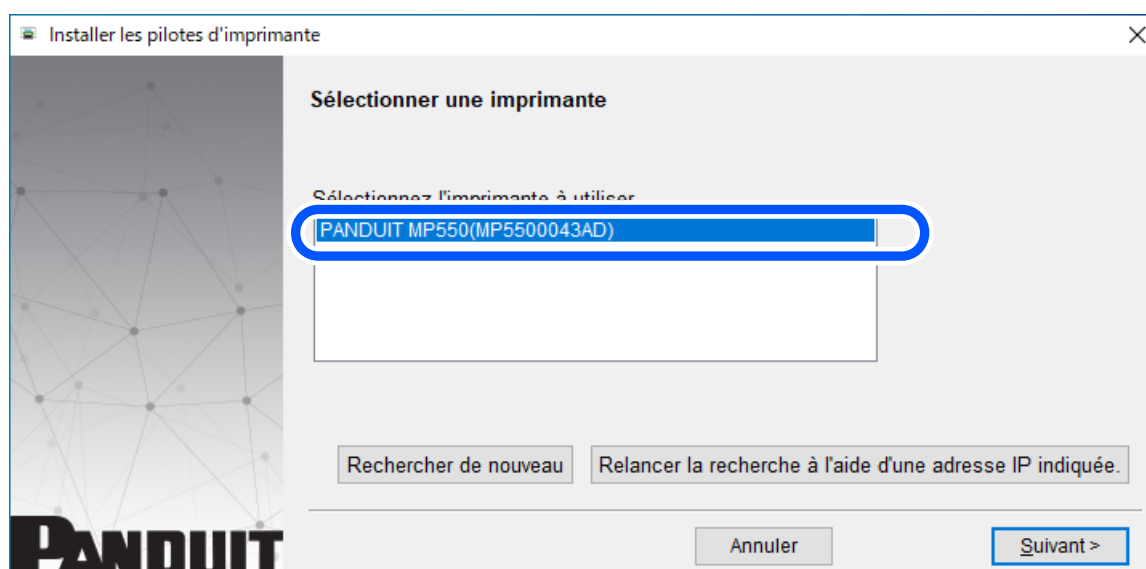 Installer les pilotes d'imprimante
Sélectionner une imprimante
Sélectionnez l'imprimante à utiliser
PANDUIT MP550(MP5500043AD)
Rechercher de nouveau
Relancer la recherche à l'aide d'une adresse IP indiquée.
PANDUIT
Annuler
Suivant >